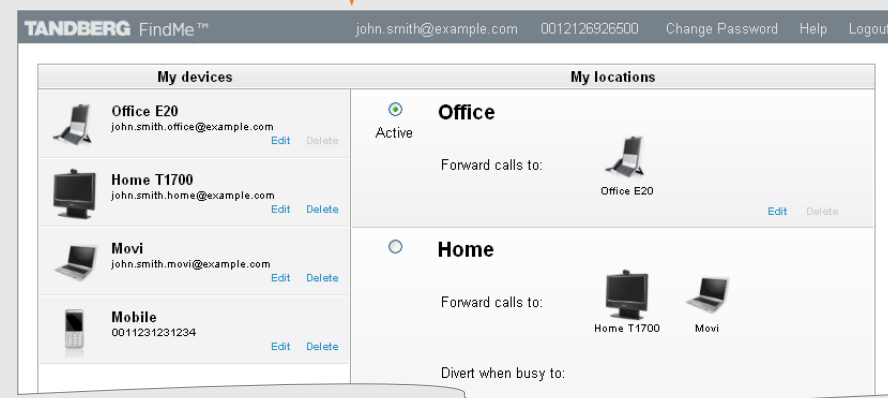 TANDBERG FindMe™ john.smith@example.com 0012126926500 Change Password Help Logout
My devices
Office E20
john.smith.office@example.com
Edit Delete
Home T1700
john.smith.home@example.com
Edit Delete
Movi
john.smith.movi@example.com
Edit Delete
Mobile
0011231231234
Edit Delete
My locations
Office
Active
Forward calls to:
Office E20
Edit Delete
Home
Forward calls to:
Home T1700 Movi
Divert when busy to: